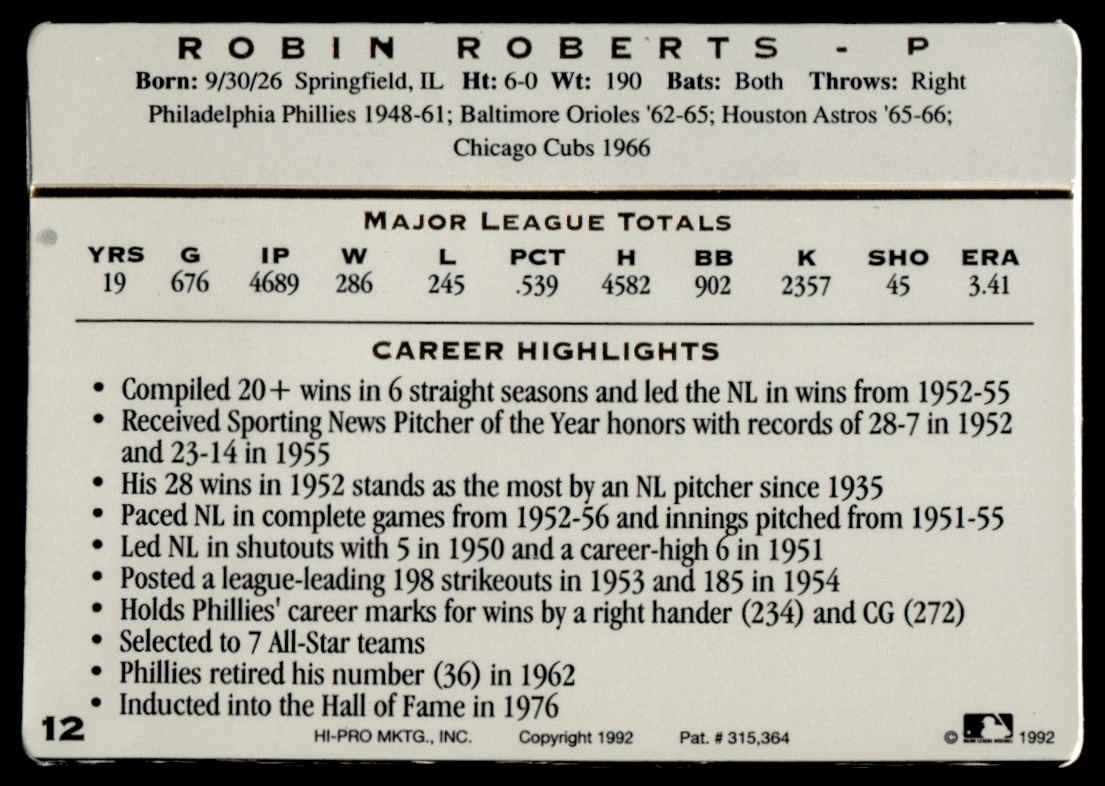 ROBIN ROBERTS - P
Born: 9/30/26 Springfield, IL Ht: 6-0 Wt: 190 Bats: Both Throws: Right
Philadelphia Phillies 1948-61; Baltimore Orioles '62-65; Houston Astros '65-66;
Chicago Cubs 1966
MAJOR LEAGUE TOTALS
YRS G IP W L PCT H BB K SHO ERA
19 676 4689 286 245 .539 4582 902 2357 45 3.41
CAREER HIGHLIGHTS
• Compiled 20+ wins in 6 straight seasons and led the NL in wins from 1952-55
• Received Sporting News Pitcher of the Year honors with records of 28-7 in 1952
and 23-14 in 1955
• His 28 wins in 1952 stands as the most by an NL pitcher since 1935
• Paced NL in complete games from 1952-56 and innings pitched from 1951-55
• Led NL in shutouts with 5 in 1950 and a career-high 6 in 1951
• Posted a league-leading 198 strikeouts in 1953 and 185 in 1954
• Holds Phillies' career marks for wins by a right hander (234) and CG (272)
• Selected to 7 All-Star teams
• Phillies retired his number (36) in 1962
• Inducted into the Hall of Fame in 1976
12 HI-PRO MKTG., INC. Copyright 1992 Pat. # 315,364 © 1992